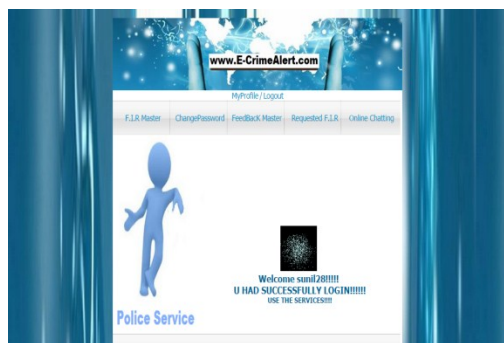 www.E-CrimeAlert.com
MyProfile / Logout
F.I.R Master ChangePassword FeedBacK Master Requested F.I.R Online Chatting
Welcome sunil28!!!!!
U HAD SUCCESSFULLY LOGIN!!!!!!
USE THE SERVICES!!!!
Police Service